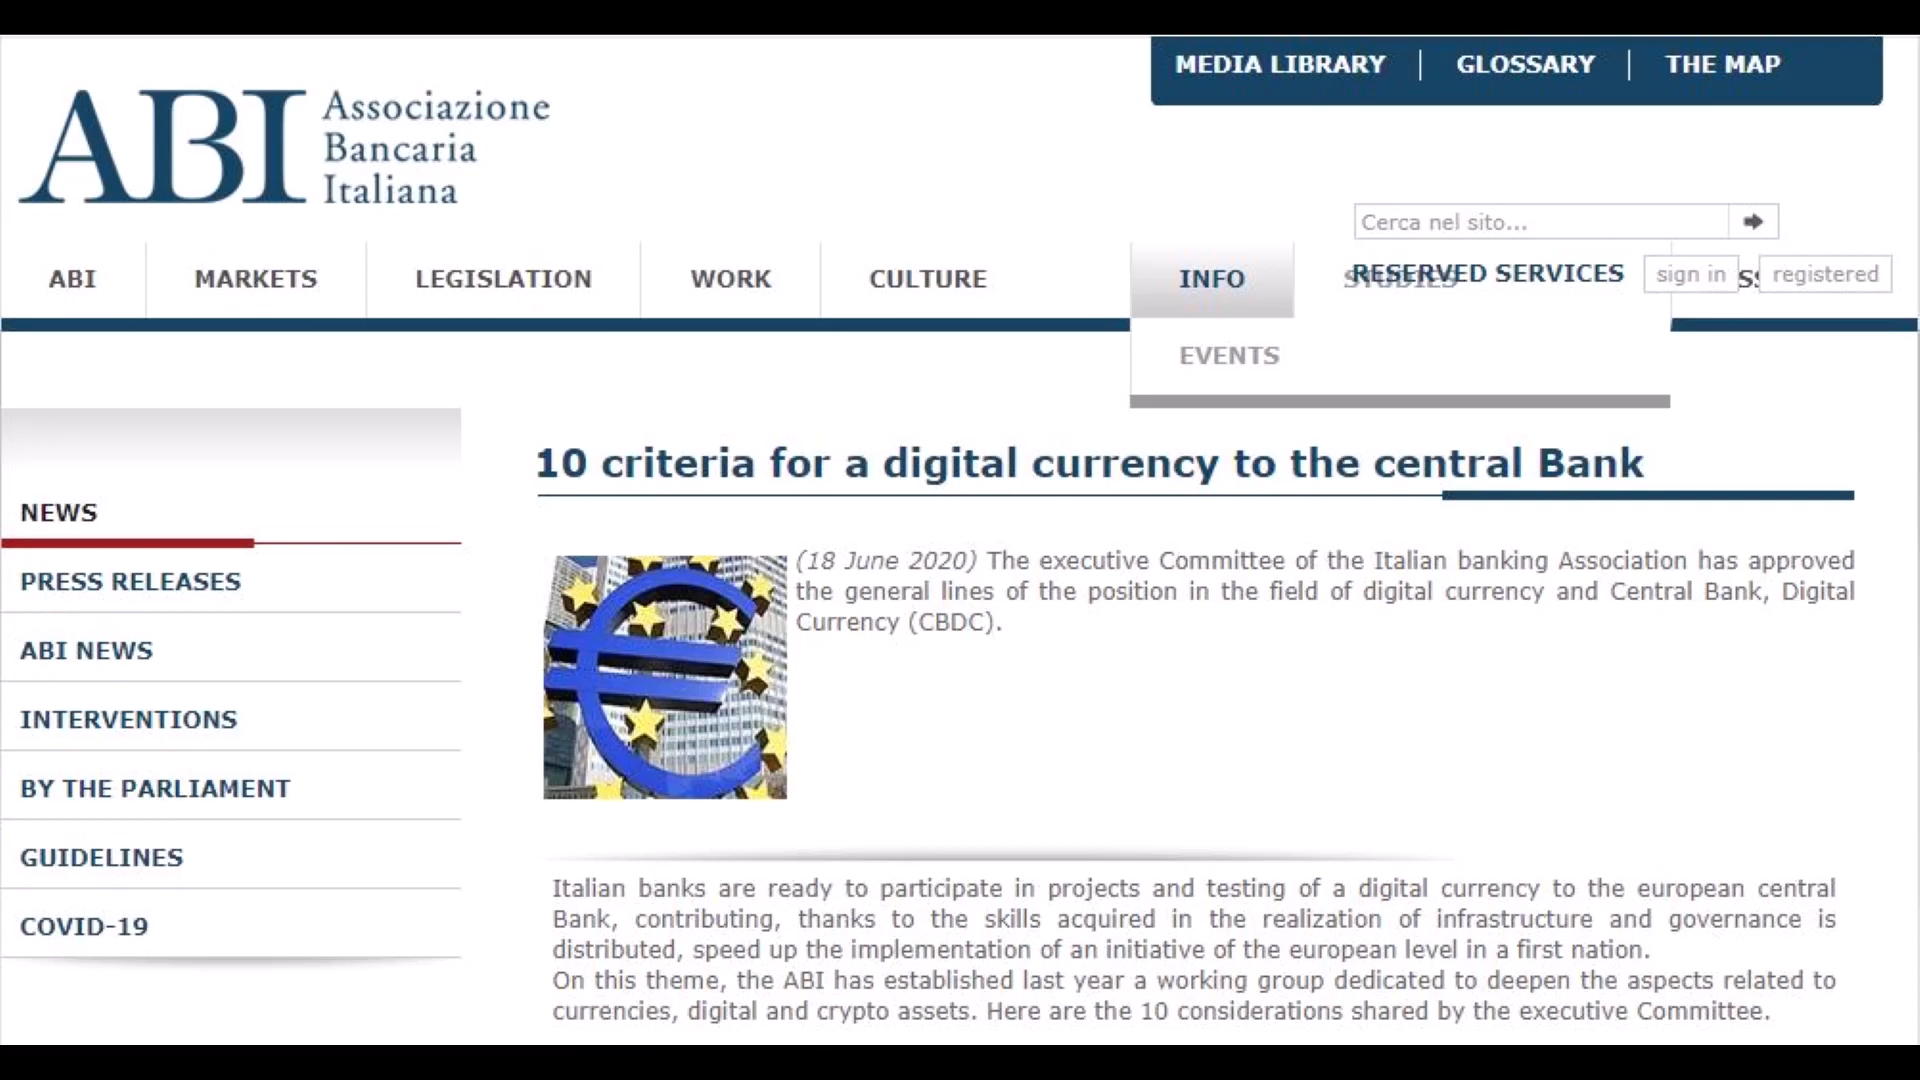 MEDIA LIBRARY | GLOSSARY | THE MAP
ABI Associazione
Bancaria
Italiana
Cerca nel sito...
RESERVED SERVICES sign in registered
ABI MARKETS LEGISLATION WORK CULTURE INFO STUDIES
EVENTS
10 criteria for a digital currency to the central Bank
NEWS
PRESS RELEASES
ABI NEWS
INTERVENTIONS
BY THE PARLIAMENT
GUIDELINES
COVID-19
(18 June 2020) The executive Committee of the Italian banking Association has approved
the general lines of the position in the field of digital currency and Central Bank, Digital
Currency (CBDC).
Italian banks are ready to participate in projects and testing of a digital currency to the european central
Bank, contributing, thanks to the skills acquired in the realization of infrastructure and governance is
distributed, speed up the implementation of an initiative of the european level in a first nation.
On this theme, the ABI has established last year a working group dedicated to deepen the aspects related to
currencies, digital and crypto assets. Here are the 10 considerations shared by the executive Committee.